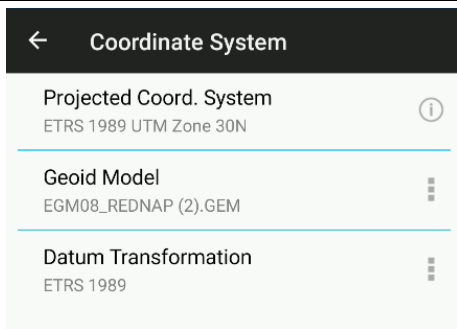 Coordinate System
Projected Coord. System
ETRS 1989 UTM Zone 30N
Geoid Model
EGM08_REDNAP (2).GEM
Datum Transformation
ETRS 1989